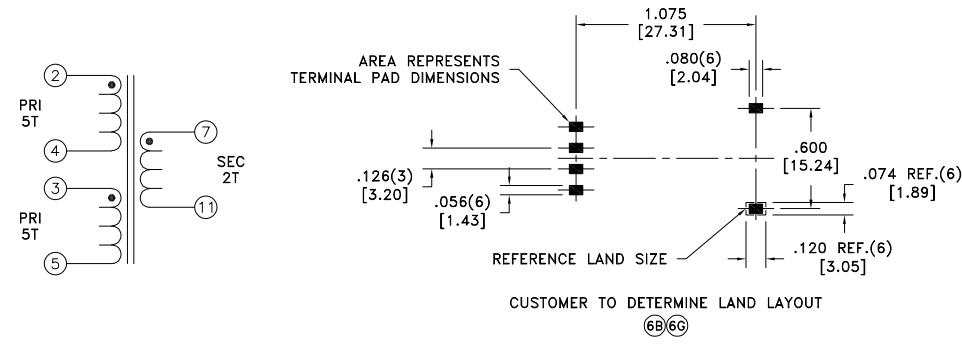 2
PRI
5T
4
3
PRI
5T
5
7
SEC
2T
11
1.075
[27.31]
AREA REPRESENTS
TERMINAL PAD DIMENSIONS
.080(6)
[2.04]
.126(3)
[3.20]
.056(6)
[1.43]
.600
[15.24]
.074 REF.(6)
[1.89]
.120 REF.(6)
[3.05]
REFERENCE LAND SIZE
CUSTOMER TO DETERMINE LAND LAYOUT
6B 6G